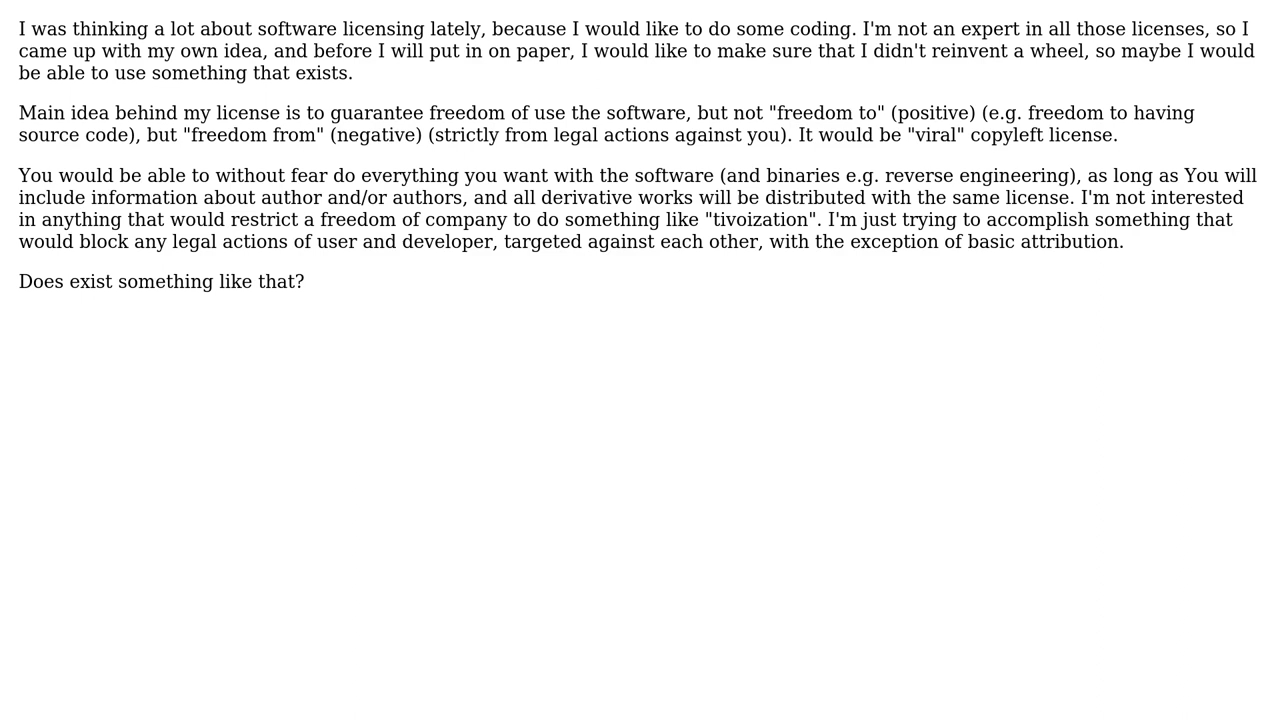 I was thinking a lot about software licensing lately, because I would like to do some coding. I'm not an expert in all those licenses, so I
came up with my own idea, and before I will put in on paper, I would like to make sure that I didn't reinvent a wheel, so maybe I would
be able to use something that exists.
Main idea behind my license is to guarantee freedom of use the software, but not "freedom to" (positive) (e.g. freedom to having
source code), but "freedom from" (negative) (strictly from legal actions against you). It would be "viral" copyleft license.
You would be able to without fear do everything you want with the software (and binaries e.g. reverse engineering), as long as You will
include information about author and/or authors, and all derivative works will be distributed with the same license. I'm not interested
in anything that would restrict a freedom of company to do something like "tivoization". I'm just trying to accomplish something that
would block any legal actions of user and developer, targeted against each other, with the exception of basic attribution.
Does exist something like that?